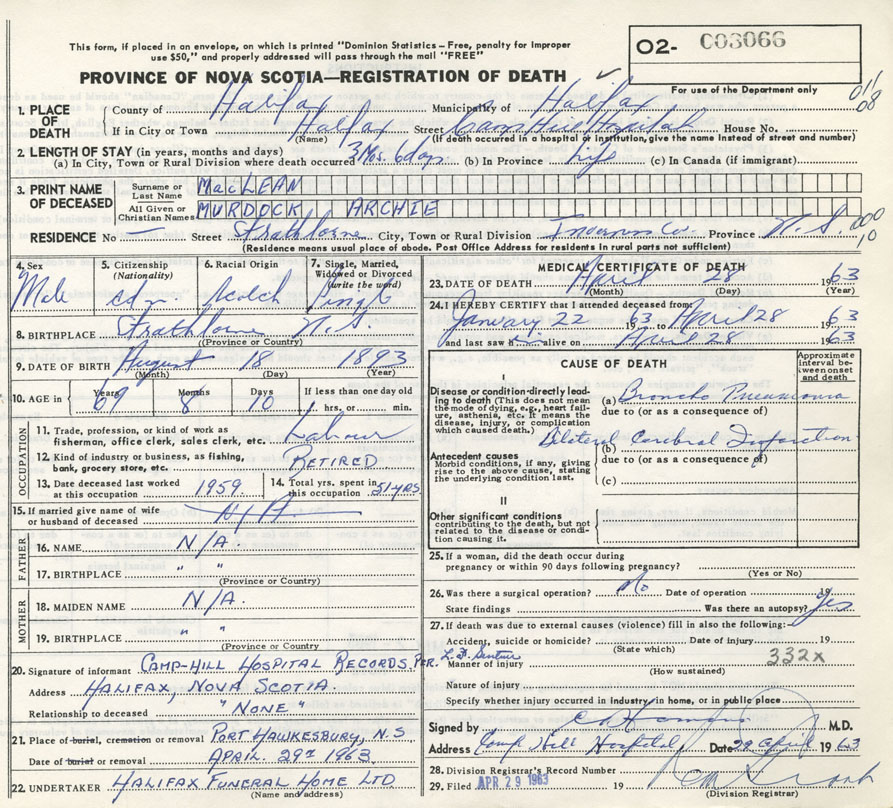 This form, if placed in an envelope, on which is printed "Dominion Statistics - Free, penalty for improper
use $50," and properly addressed will pass through the mail "FREE"
O2- C03066
PROVINCE OF NOVA SCOTIA—REGISTRATION OF DEATH
For use of the Department only
011
08
1. PLACE OF DEATH County of Halifax Municipality of Halifax
If in City or Town Halifax Street Camp Hill Hospital House No.
(Name) (If death occurred in a hospital or institution, give the name instead of street and number)
2. LENGTH OF STAY (in years, months and days)
(a) In City, Town or Rural Division where death occurred 3 Mos. 6 days (b) In Province Life (c) In Canada (if immigrant)
3. PRINT NAME OF DECEASED Surname or Last Name MacLEAN
All Given or Christian Names MURDOCK ARCHIE
RESIDENCE No — Street Strathlorne City, Town or Rural Division Inverness Co. Province N.S.
000
10
(Residence means usual place of abode. Post Office Address for residents in rural parts not sufficient)
4. Sex Male
5. Citizenship (Nationality) Cdn.
6. Racial Origin Scotch
7. Single, Married, Widowed or Divorced (write the word) Single
8. BIRTHPLACE Strathlorne N.S.
(Province or Country)
9. DATE OF BIRTH August 18 1893
(Month) (Day) (Year)
10. AGE in Years 69 Months 8 Days 10 If less than one day old
hrs. or min.
OCCUPATION
11. Trade, profession, or kind of work as
fisherman, office clerk, sales clerk, etc. Labour
12. Kind of industry or business, as fishing,
bank, grocery store, etc. RETIRED
13. Date deceased last worked
at this occupation 1959.
14. Total yrs. spent in
this occupation 51 YRS
15. If married give name of wife
or husband of deceased N/A
FATHER
16. NAME N/A.
17. BIRTHPLACE " "
(Province or Country)
MOTHER
18. MAIDEN NAME N/A.
19. BIRTHPLACE " "
(Province or Country
20. Signature of informant CAMP-HILL HOSPITAL RECORDS PER.
Address HALIFAX, NOVA SCOTIA.
Relationship to deceased "NONE"
21. Place of burial, cremation or removal PORT HAWKESBURY, N.S
Date of burial or removal APRIL. 29th 1963.
22. UNDERTAKER HALIFAX FUNERAL HOME LTD
(Name and address)
MEDICAL CERTIFICATE OF DEATH
23. DATE OF DEATH April 28 1963
(Month) (Day) (Year)
24. I HEREBY CERTIFY that I attended deceased from:
January 22 1963 to April 28 1963
and last saw him alive on April 28 1963
CAUSE OF DEATH
Approximate interval between onset and death
I
Disease or condition directly leading to death (This does not mean
the mode of dying, e.g., heart failure, asthenia, etc. It means the
disease, injury, or complication
which caused death.)
(a) Broncho Pneumonia
due to (or as a consequence of)
Antecedent causes
Morbid conditions, if any, giving
rise to the above cause, stating
the underlying condition last.
Bilateral Cerebral Infarction
(b)
due to (or as a consequence of)
(c)
II
Other significant conditions
contributing to the death, but not
related to the disease or condition causing it.
25. If a woman, did the death occur during
pregnancy or within 90 days following pregnancy?
(Yes or No)
26. Was there a surgical operation? No Date of operation 19
State findings Was there an autopsy? Yes
27. If death was due to external causes (violence) fill in also the following:
Accident, suicide or homicide? Date of injury 19
(State which)
332X
Manner of injury
(How sustained)
Nature of injury
Specify whether injury occurred in industry, in home, or in public place
Signed by M.D.
Address Camp Hill Hospital Date 29 April 1963
28. Division Registrar's Record Number
29. Filed APR 29 1963 19
(Division Registrar)